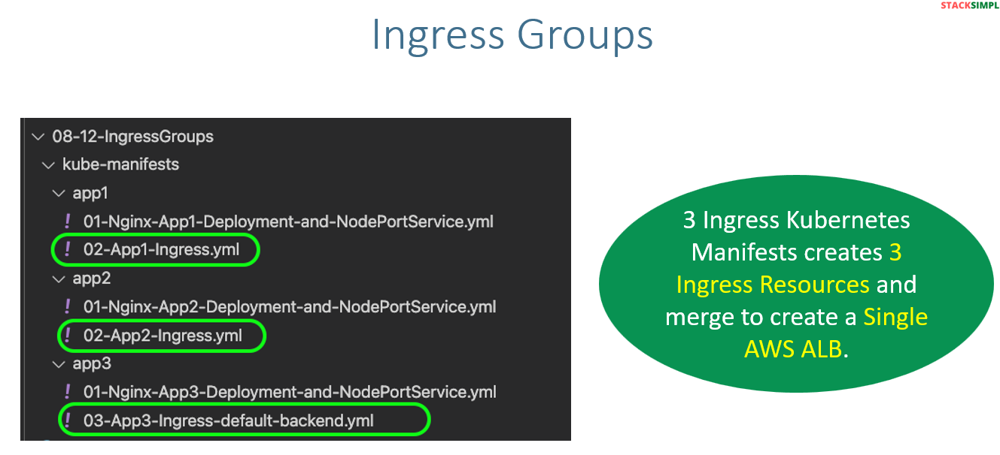 STACKSIMPL
Ingress Groups
08-12-IngressGroups
kube-manifests
app1
! 01-Nginx-App1-Deployment-and-NodePortService.yml
! 02-App1-Ingress.yml
app2
! 01-Nginx-App2-Deployment-and-NodePortService.yml
! 02-App2-Ingress.yml
app3
! 01-Nginx-App3-Deployment-and-NodePortService.yml
! 03-App3-Ingress-default-backend.yml
3 Ingress Kubernetes
Manifests creates 3
Ingress Resources and
merge to create a Single
AWS ALB.